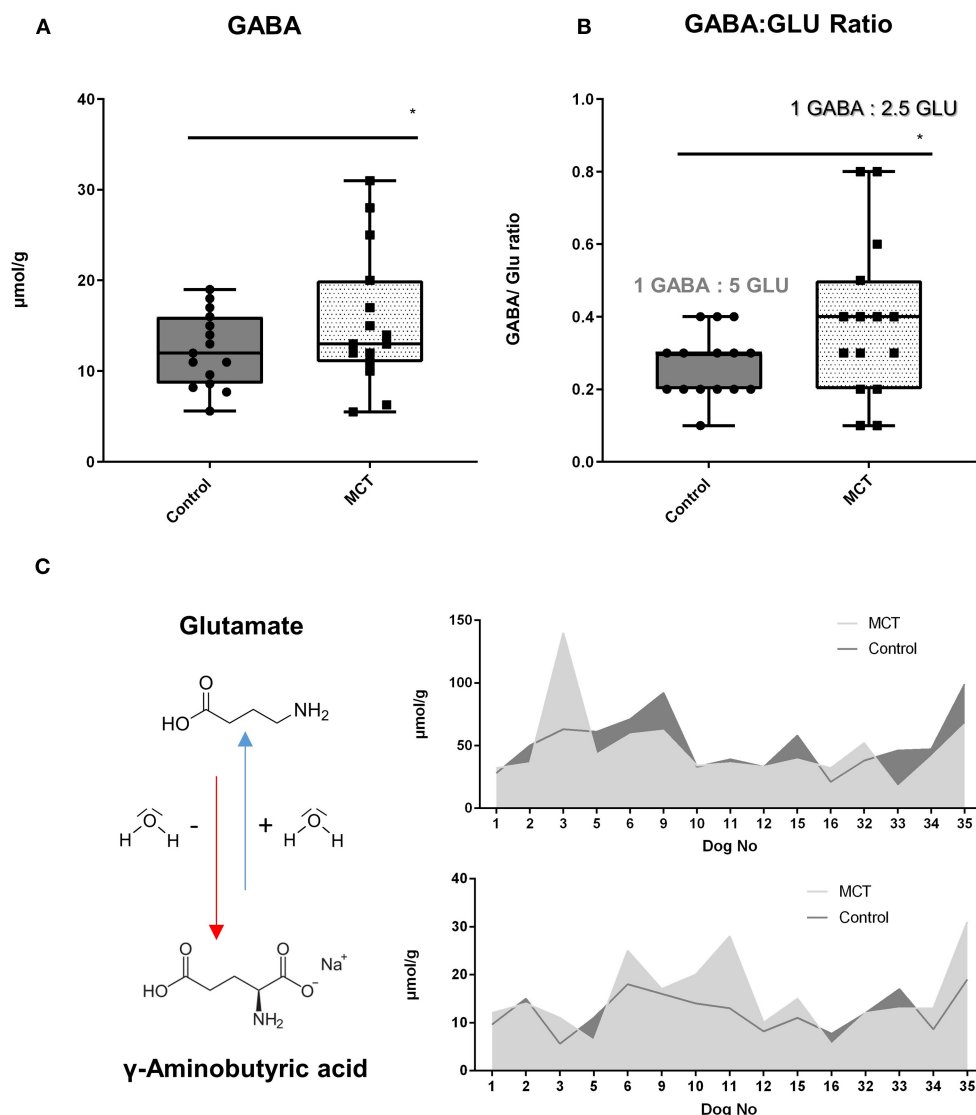 A
GABA
*
40
30
20
10
0
µmol/g
Control
MCT
B
GABA:GLU Ratio
1 GABA : 2.5 GLU
*
1.0
0.8
0.6
0.4
0.2
0.0
GABA/ Glu ratio
1 GABA : 5 GLU
Control
MCT
C
Glutamate
O
HO
NH2
H O H
-
+
H O H
O
O
HO
O−
Na+
NH2
γ-Aminobutyric acid
150
100
50
0
µmol/g
MCT
Control
1 2 3 5 6 9 10 11 12 15 16 32 33 34 35
Dog No
40
30
20
10
0
µmol/g
MCT
Control
1 2 3 5 6 9 10 11 12 15 16 12 33 34 35
Dog No